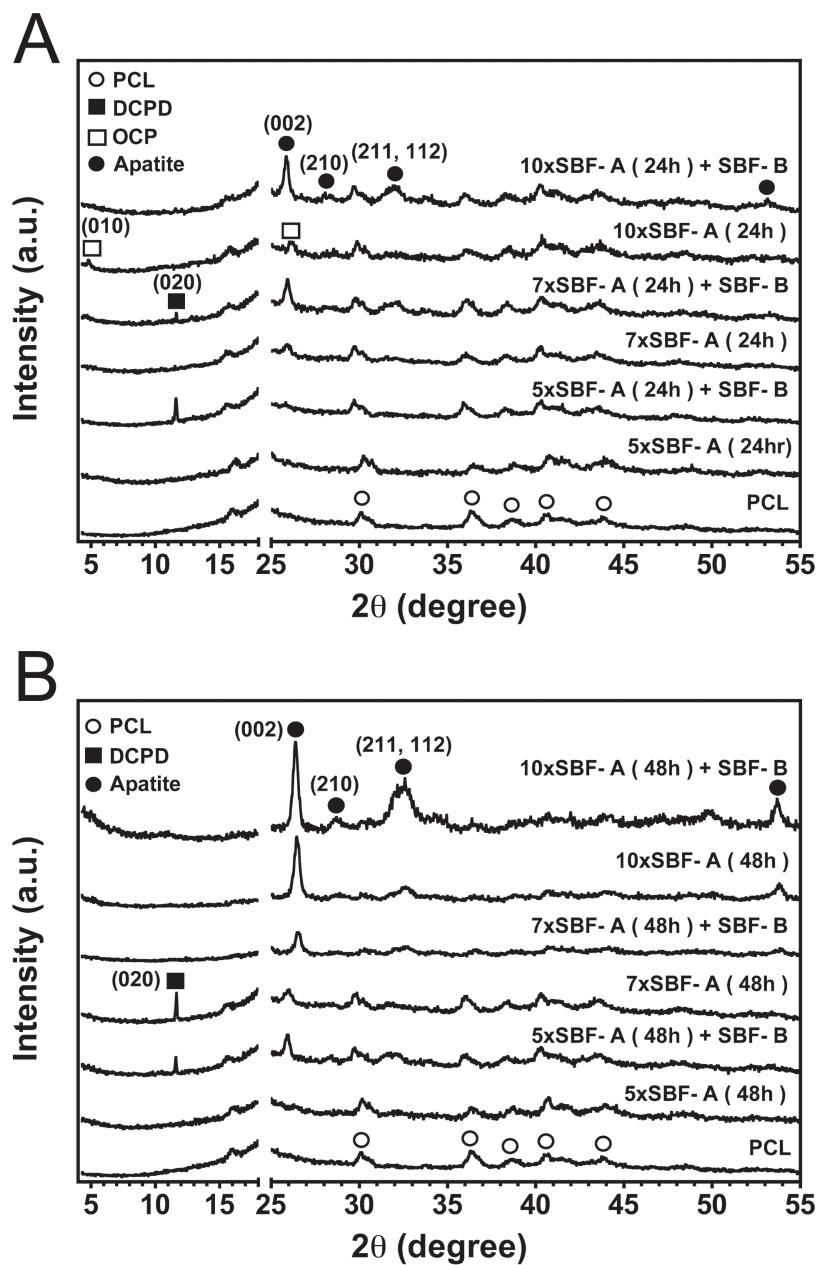 A
PCL
DCPD
OCP
Apatite
(002)
(210)
(211, 112)
10xSBF- A ( 24h ) + SBF- B
(010)
10xSBF- A ( 24h )
(020)
7xSBF- A ( 24h ) + SBF- B
7xSBF- A ( 24h )
5xSBF- A ( 24h ) + SBF- B
5xSBF- A ( 24hr)
PCL
Intensity (a.u.)
5 10 15 25 30 35 40 45 50 55
2θ (degree)
B
PCL
DCPD
Apatite
(002)
(210)
(211, 112)
10xSBF- A ( 48h ) + SBF- B
10xSBF- A ( 48h )
7xSBF- A ( 48h ) + SBF- B
(020)
7xSBF- A ( 48h )
5xSBF- A ( 48h ) + SBF- B
5xSBF- A ( 48h )
PCL
Intensity (a.u.)
5 10 15 25 30 35 40 45 50 55
2θ (degree)